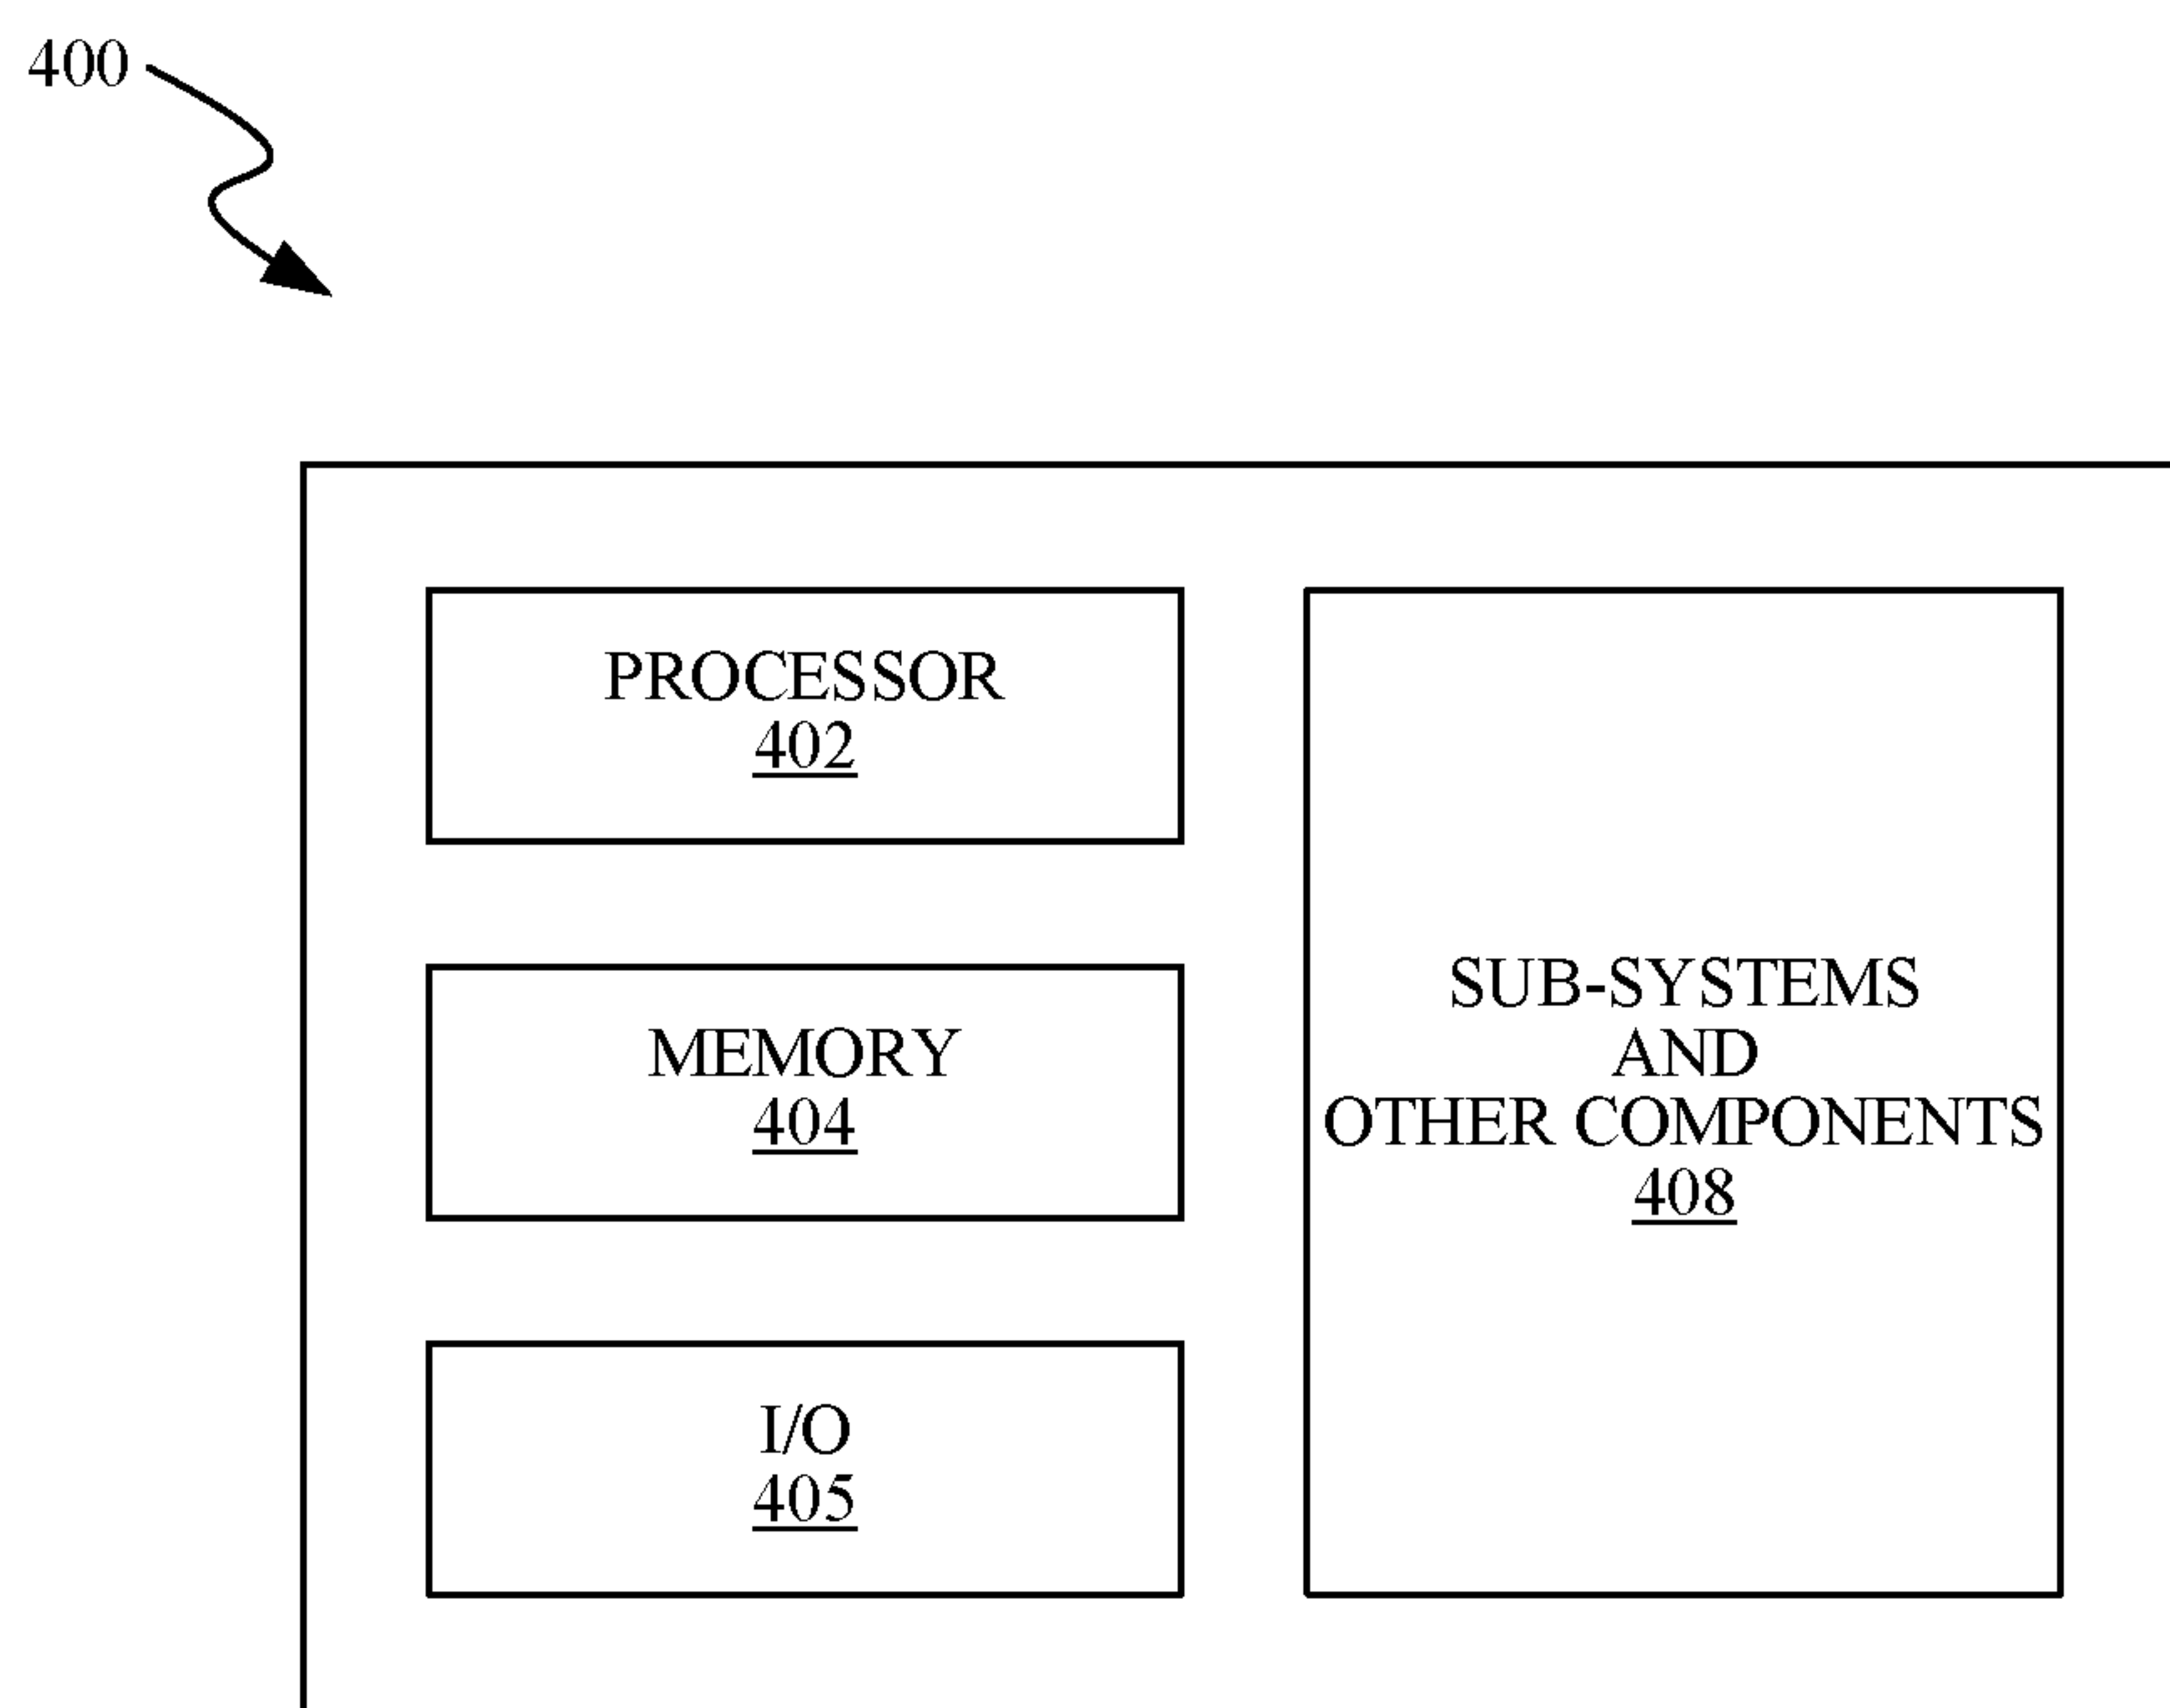 400
PROCESSOR
402
MEMORY
404
I/O
405
SUB-SYSTEMS
AND
OTHER COMPONENTS
408